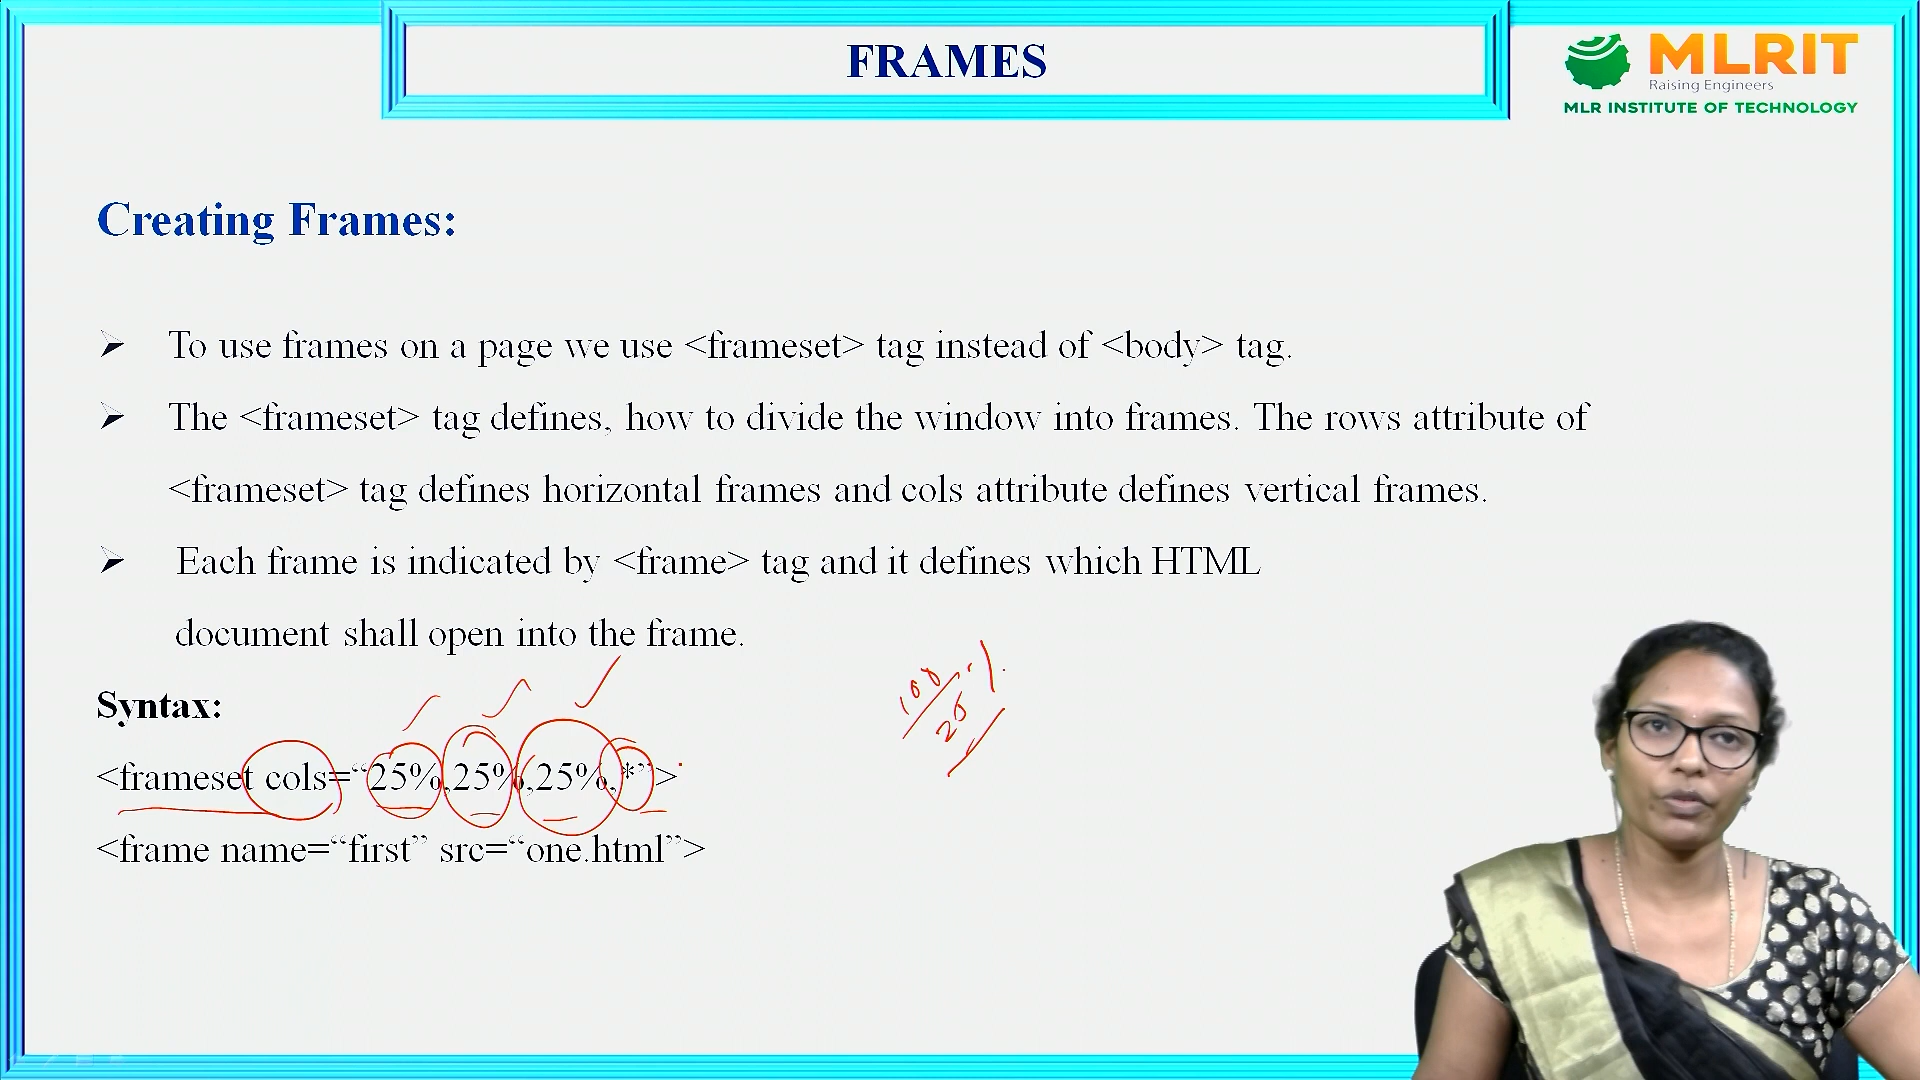 FRAMES
MLRIT
Raising Engineers
MLR INSTITUTE OF TECHNOLOGY
Creating Frames:
➢ To use frames on a page we use <frameset> tag instead of <body> tag.
➢ The <frameset> tag defines, how to divide the window into frames. The rows attribute of
<frameset> tag defines horizontal frames and cols attribute defines vertical frames.
➢ Each frame is indicated by <frame> tag and it defines which HTML
document shall open into the frame.
Syntax:
<frameset cols=“25%,25%,25%,*”>
<frame name=“first” src=“one.html”>